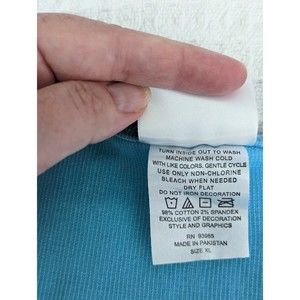 TURN INSIDE OUT TO WASH
MACHINE WASH COLD
WITH LIKE COLORS, GENTLE CYCLE
USE ONLY NON-CHLORINE
BLEACH WHEN NEEDED
DRY FLAT
DO NOT IRON DECORATION
98% COTTON 2% SPANDEX
EXCLUSIVE OF DECORATION
STYLE AND GRAPHICS
RN 93965
MADE IN PAKISTAN
SIZE XL